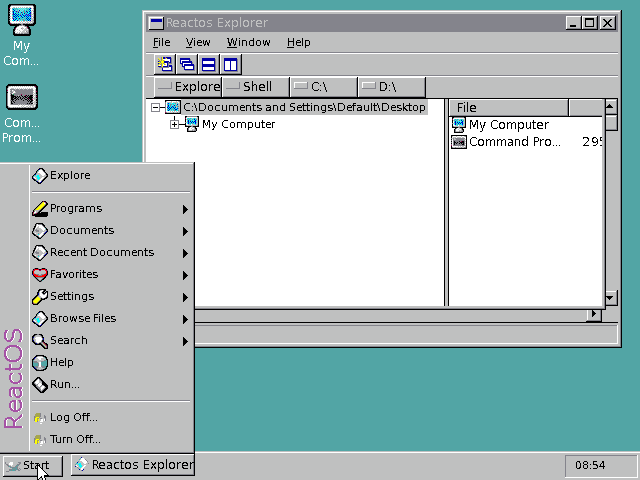 My
Com...
Com...
Prom...
Reactos Explorer
File View Window Help
Explore Shell C:\ D:\
C:\Documents and Settings\Default\Desktop
My Computer
File
My Computer
Command Pro... 295
Explore
Programs
Documents
Recent Documents
Favorites
Settings
Browse Files
Search
Help
Run...
Log Off...
Turn Off...
ReactOS
Start
Reactos Explorer
08:54